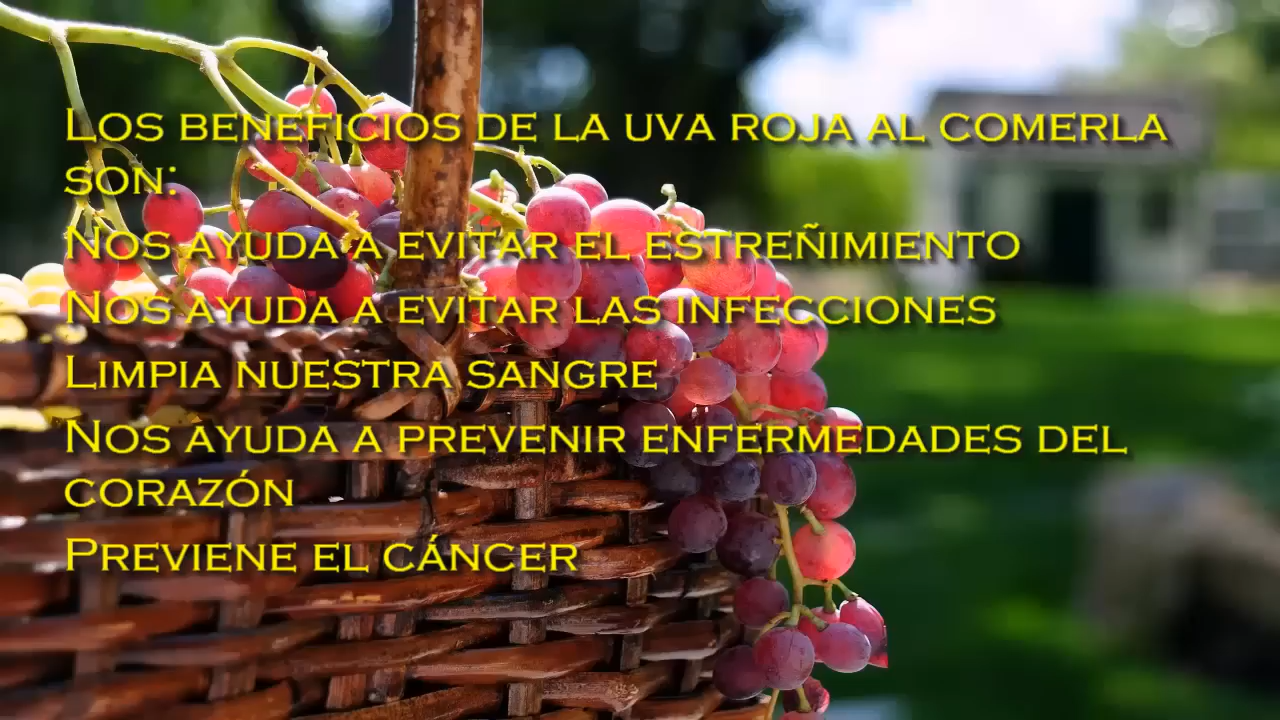 Los beneficios de la uva roja al comerla
son:
Nos ayuda a evitar el estreñimiento
Nos ayuda a evitar las infecciones
Limpia nuestra sangre
Nos ayuda a prevenir enfermedades del
corazón
Previene el cáncer